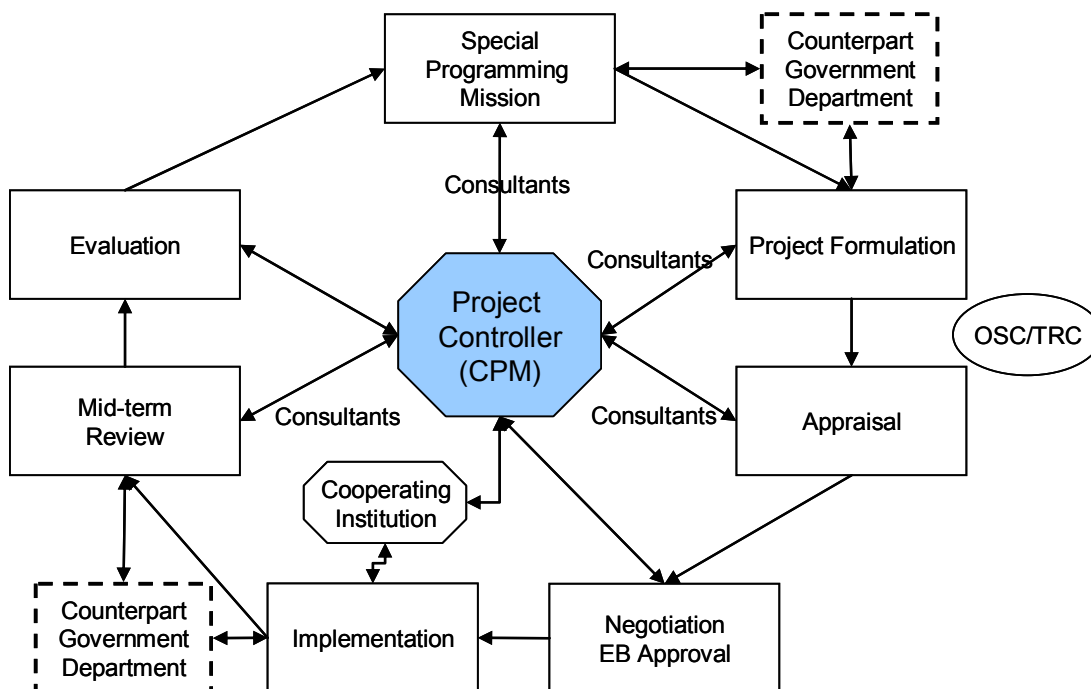 Special
Programming
Mission
Counterpart
Government
Department
Consultants
Evaluation
Consultants
Project Formulation
Project
Controller
(CPM)
OSC/TRC
Mid-term
Review
Consultants
Consultants
Appraisal
Cooperating
Institution
Counterpart
Government
Department
Implementation
Negotiation
EB Approval